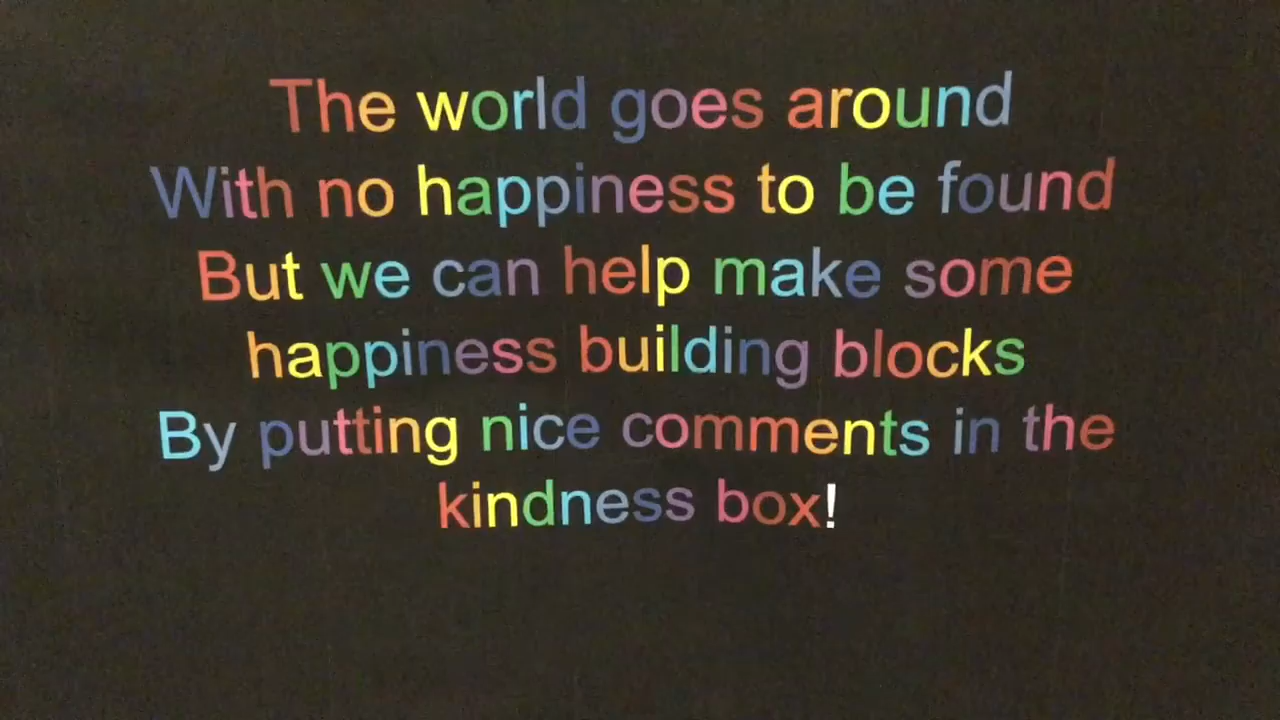 The world goes around
With no happiness to be found
But we can help make some
happiness building blocks
By putting nice comments in the
kindness box!